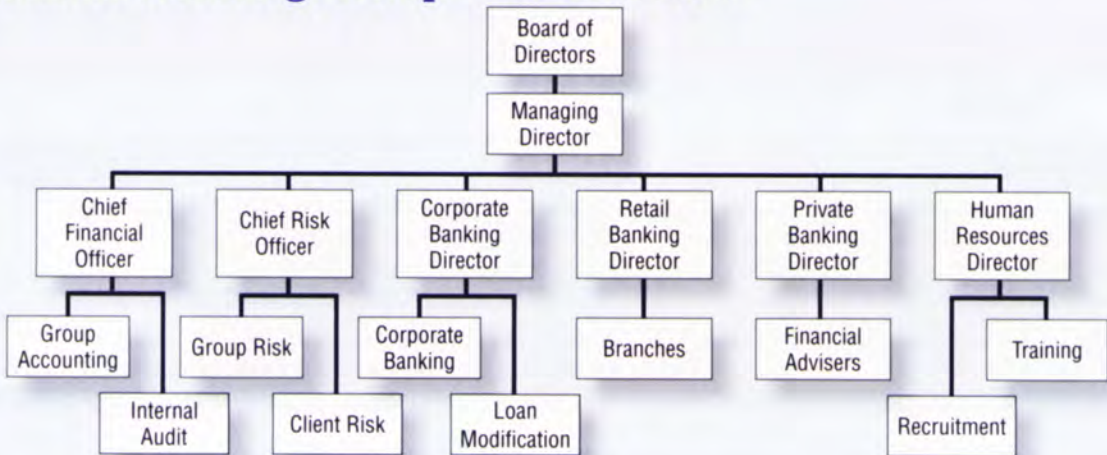 Board of
Directors
Managing
Director
Chief
Financial
Officer
Chief Risk
Officer
Corporate
Banking
Director
Retail
Banking
Director
Private
Banking
Director
Human
Resources
Director
Group
Accounting
Group Risk
Corporate
Banking
Branches
Financial
Advisers
Training
Internal
Audit
Client Risk
Loan
Modification
Recruitment